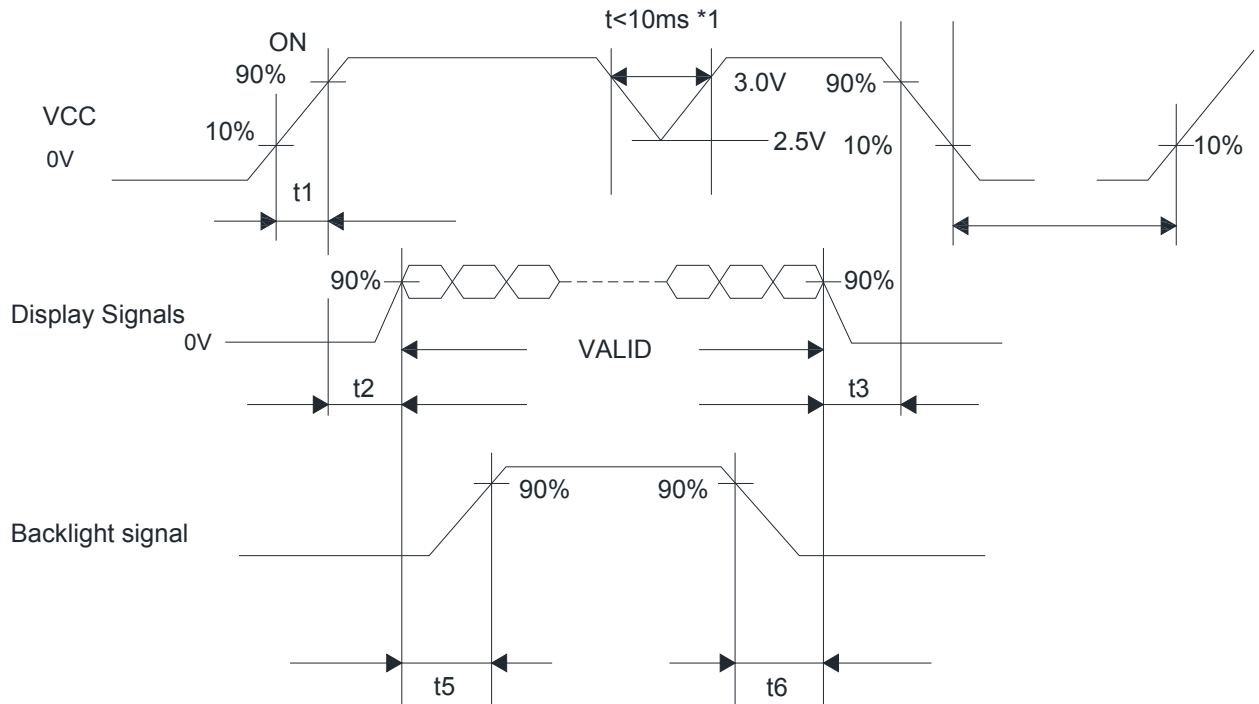 t<10ms *1
ON
90%
3.0V
90%
VCC
10%
2.5V
10%
10%
0V
t1
90%
90%
Display Signals
0V
VALID
t2
t3
90%
90%
Backlight signal
t5
t6